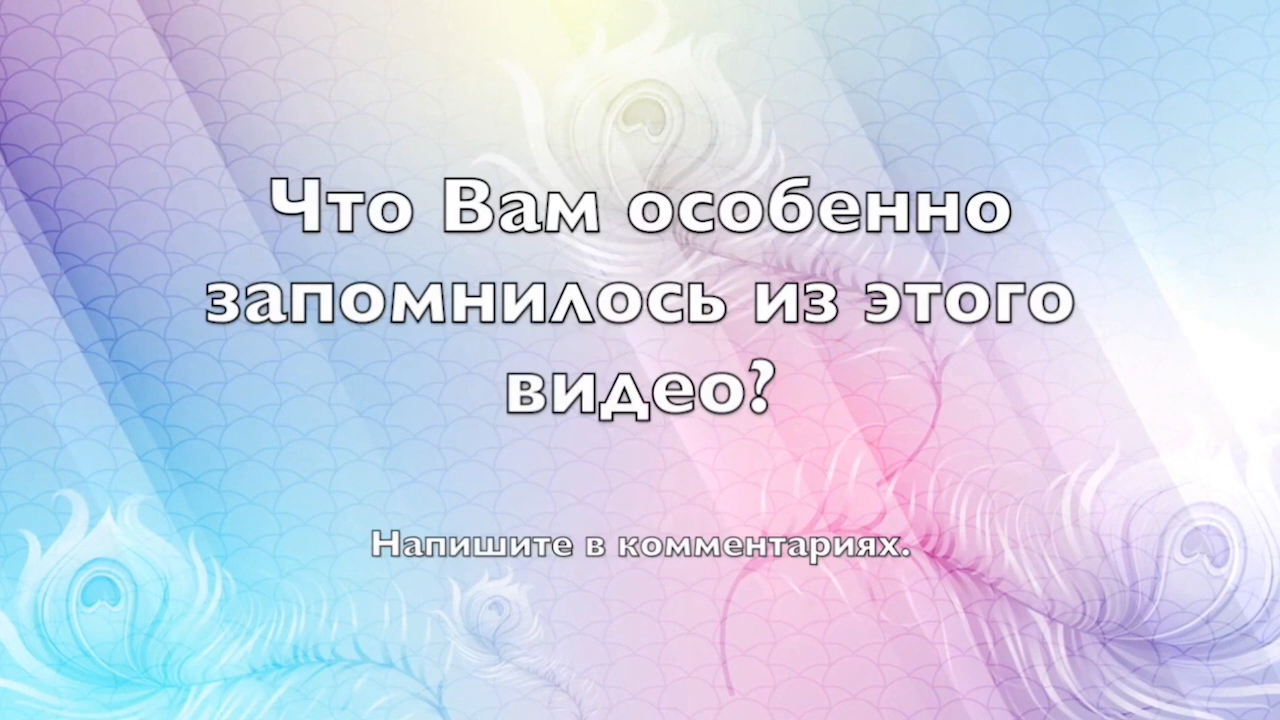 Что Вам особенно
запомнилось из этого
видео?
Напишите в комментариях.